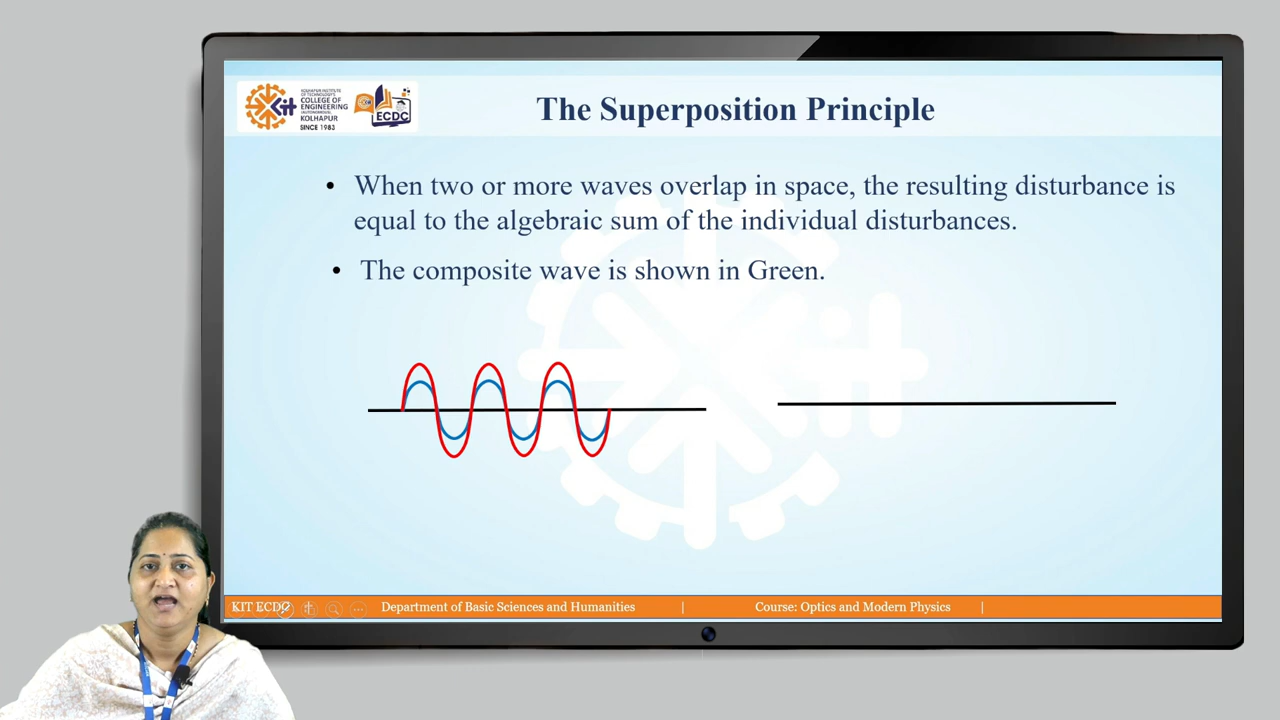 KOLHAPUR INSTITUTE
OF TECHNOLOGY'S
COLLEGE OF
ENGINEERING
(AUTONOMOUS)
KOLHAPUR
SINCE 1983
Kit
ECDC
The Superposition Principle
• When two or more waves overlap in space, the resulting disturbance is
equal to the algebraic sum of the individual disturbances.
• The composite wave is shown in Green.
KIT ECDC
Department of Basic Sciences and Humanities | Course: Optics and Modern Physics |